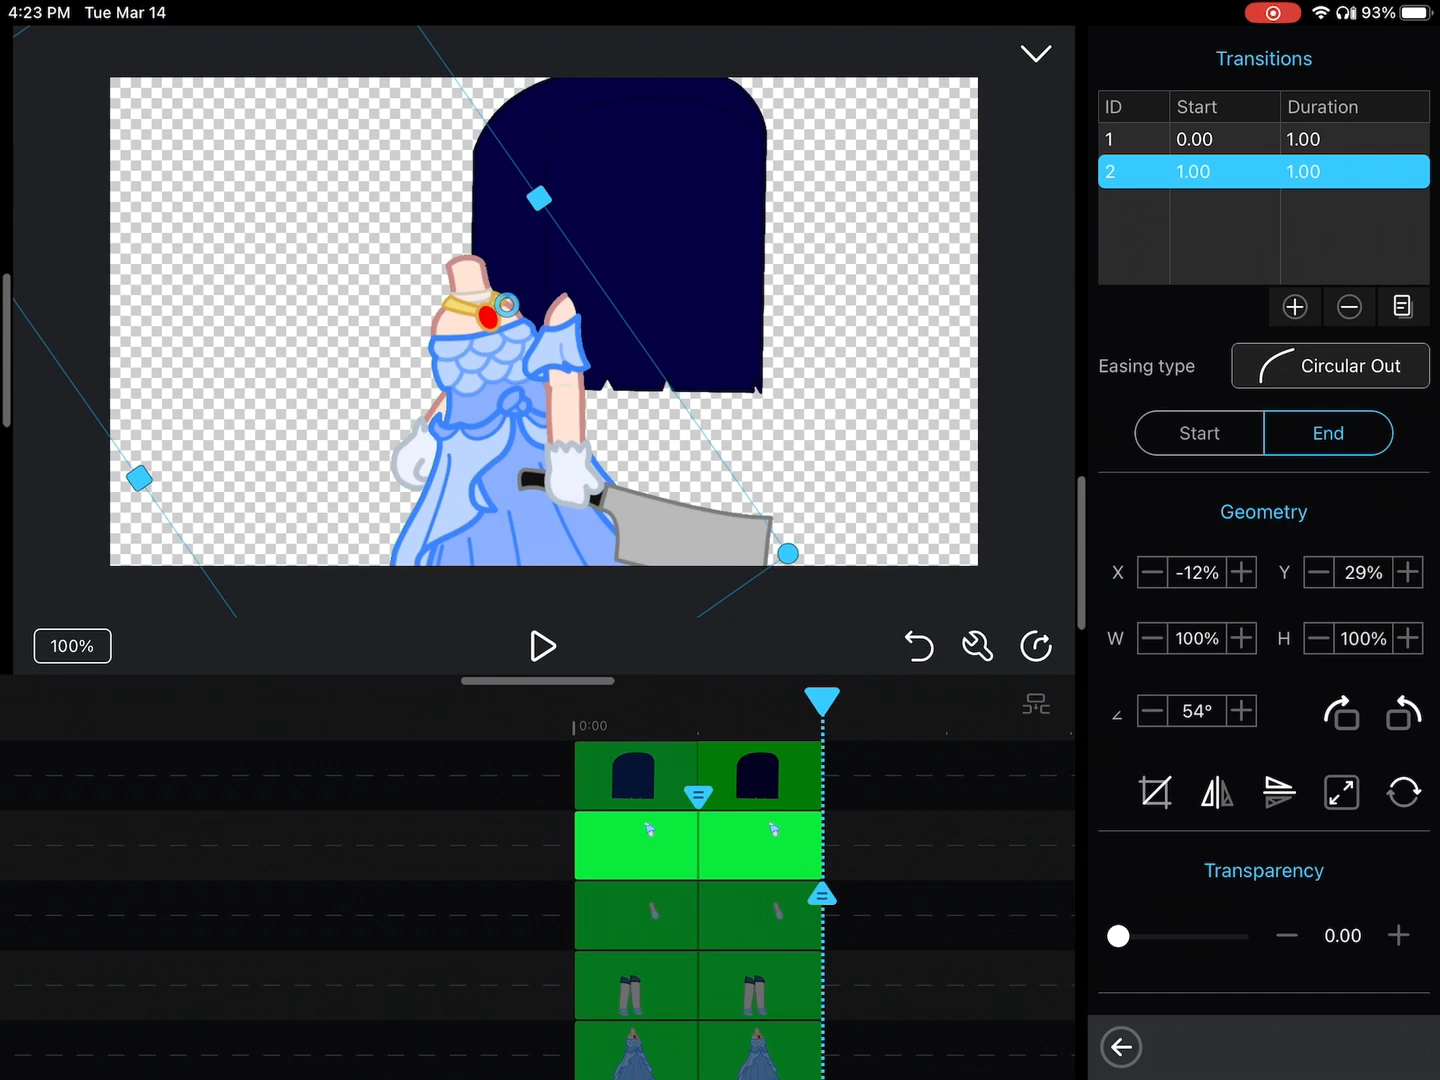 4:23 PM Tue Mar 14
93%
Transitions
ID Start Duration
1 0.00 1.00
2 1.00 1.00
Easing type Circular Out
Start End
Geometry
X -12% Y 29%
W 100% H 100%
54°
Transparency
0.00
100%
0:00